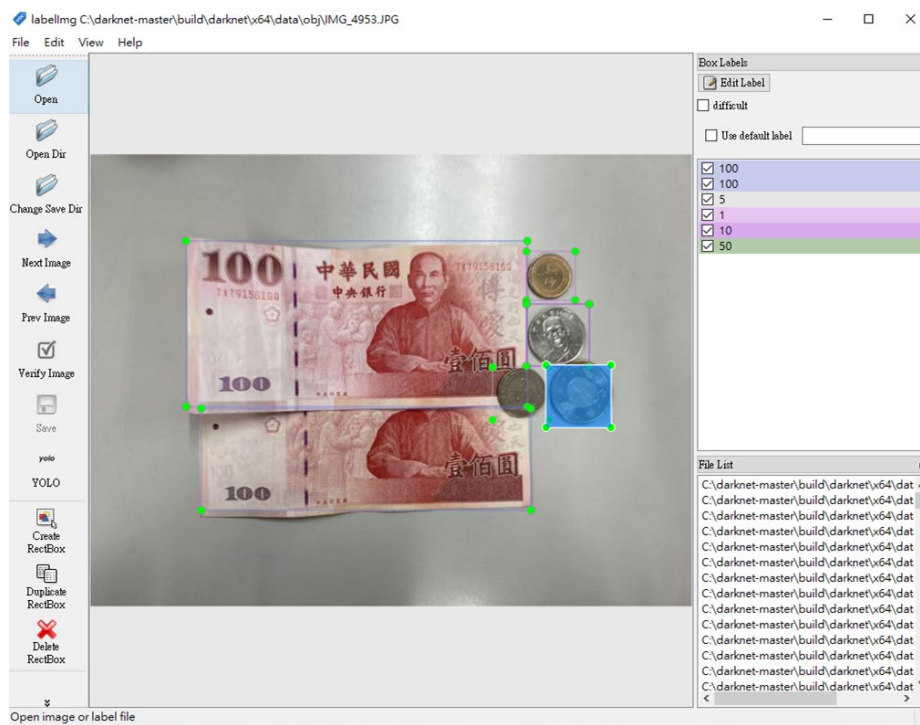 labelImg C:\darknet-master\build\darknet\x64\data\obj\IMG_4953.JPG
File Edit View Help
Open
Open Dir
Change Save Dir
Next Image
Prev Image
Verify Image
Save
yolo
YOLO
Create
RectBox
Duplicate
RectBox
Delete
RectBox
100
TX791581GQ
中華民國
中央銀行
TX791581GQ
壹佰圓
100
壹佰圓
100
Box Labels
Edit Label
difficult
Use default label
100
100
5
1
10
50
File List
C:\darknet-master\build\darknet\x64\dat
C:\darknet-master\build\darknet\x64\dat
C:\darknet-master\build\darknet\x64\dat
C:\darknet-master\build\darknet\x64\dat
C:\darknet-master\build\darknet\x64\dat
C:\darknet-master\build\darknet\x64\dat
C:\darknet-master\build\darknet\x64\dat
C:\darknet-master\build\darknet\x64\dat
C:\darknet-master\build\darknet\x64\dat
C:\darknet-master\build\darknet\x64\dat
C:\darknet-master\build\darknet\x64\dat
C:\darknet-master\build\darknet\x64\dat
C:\darknet-master\build\darknet\x64\dat
C:\darknet-master\build\darknet\x64\dat
Open image or label file